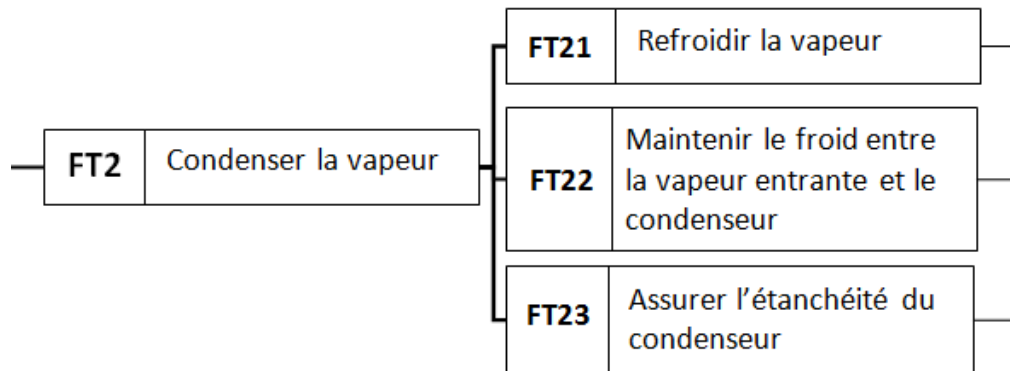 FT21 Refroidir la vapeur
FT2 Condenser la vapeur
FT22 Maintenir le froid entre
la vapeur entrante et le
condenseur
FT23 Assurer l'étanchéité du
condenseur